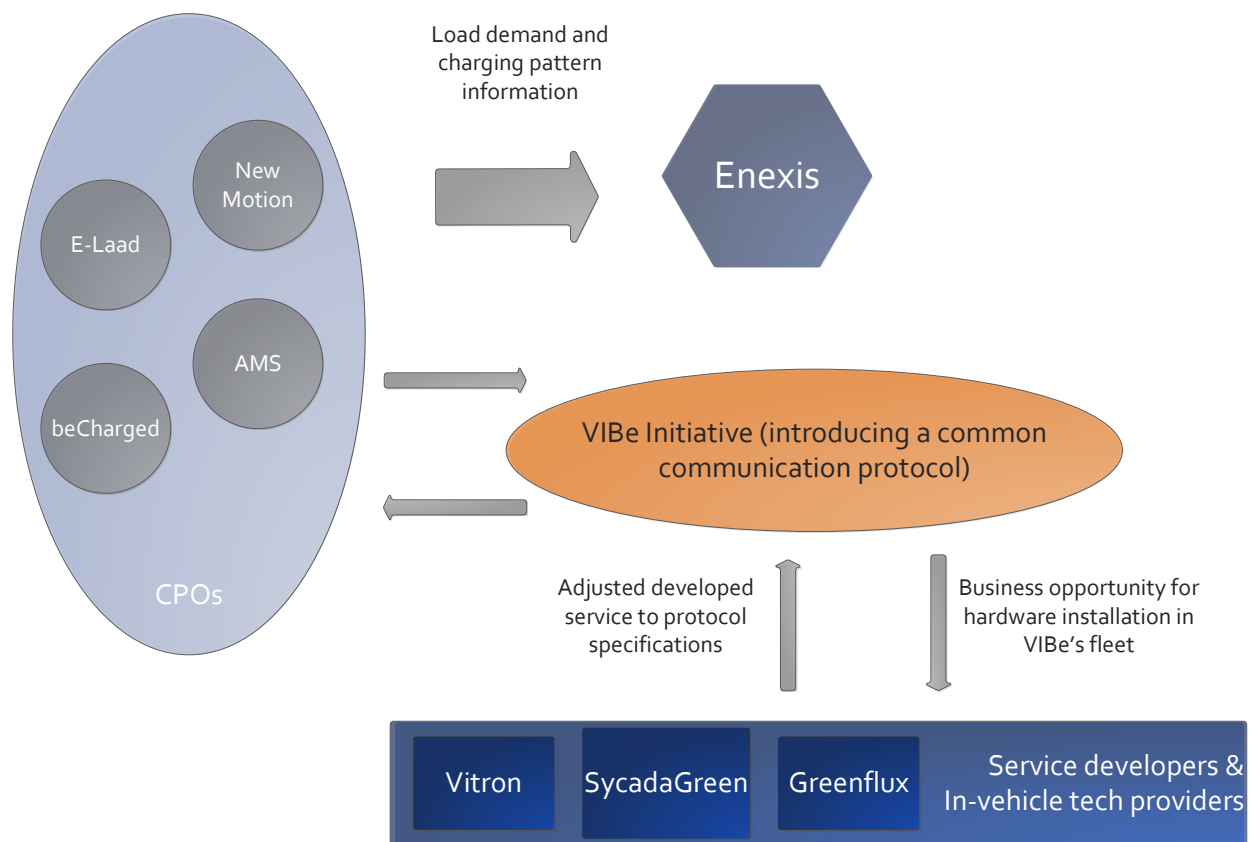 Load demand and
charging pattern
information
New
Motion
E-Laad
AMS
beCharged
CPOs
Enexis
VIBe Initiative (introducing a common
communication protocol)
Adjusted developed
service to protocol
specifications
Business opportunity for
hardware installation in
VIBe's fleet
Vitron
SycadaGreen
Greenflux
Service developers &
In-vehicle tech providers